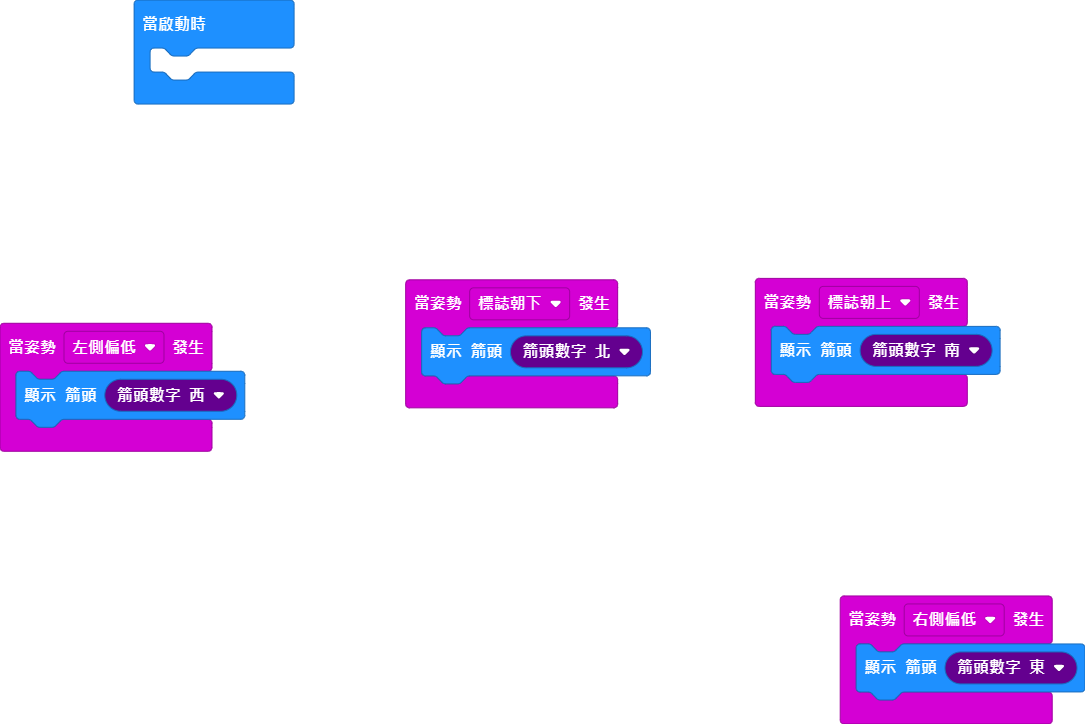 當啟動時
當姿勢 左側偏低 發生
顯示 箭頭 箭頭數字 西
當姿勢 標誌朝下 發生
顯示 箭頭 箭頭數字 北
當姿勢 標誌朝上 發生
顯示 箭頭 箭頭數字 南
當姿勢 右側偏低 發生
顯示 箭頭 箭頭數字 東